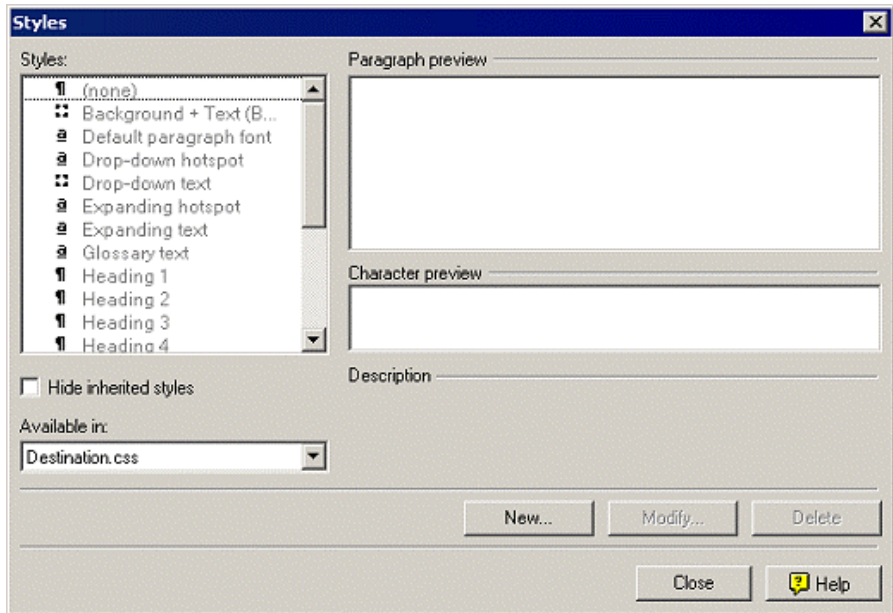 Styles
Styles:
(none)
Background + Text (B...
Default paragraph font
Drop-down hotspot
Drop-down text
Expanding hotspot
Expanding text
Glossary text
Heading 1
Heading 2
Heading 3
Heading 4
Hide inherited styles
Available in:
Destination.css
Paragraph preview
Character preview
Description
New...
Modify...
Delete
Close
Help